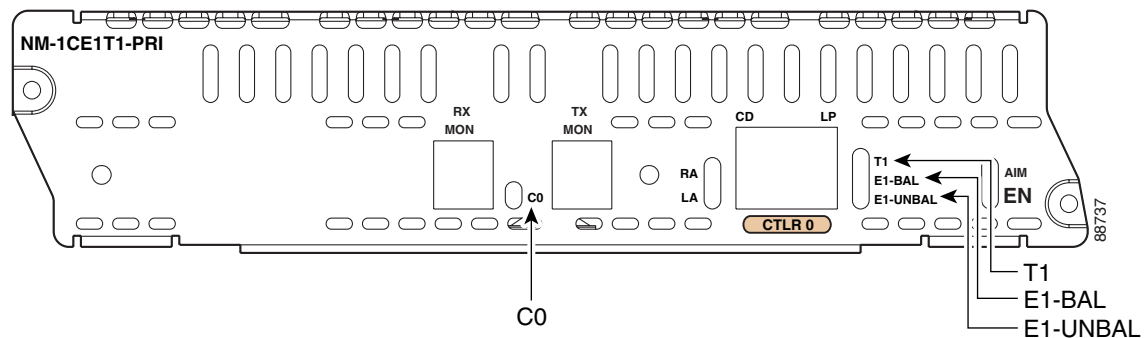 NM-1CE1T1-PRI
RX
MON
TX
MON
CD LP
C0
RA
LA
T1
E1-BAL
E1-UNBAL
AIM
EN
CTLR 0
88737
C0
T1
E1-BAL
E1-UNBAL